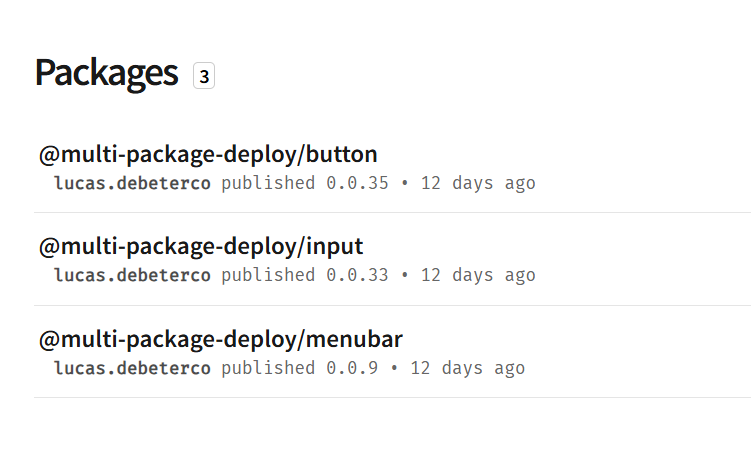 Packages 3
@multi-package-deploy/button
lucas.debeterco published 0.0.35 • 12 days ago
@multi-package-deploy/input
lucas.debeterco published 0.0.33 • 12 days ago
@multi-package-deploy/menubar
lucas.debeterco published 0.0.9 • 12 days ago